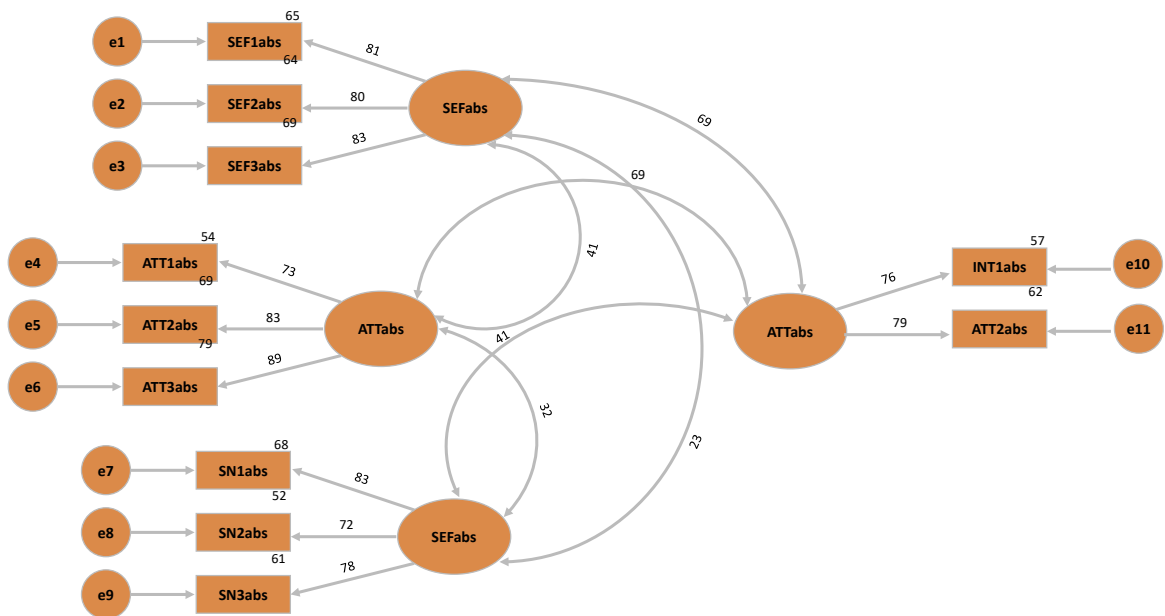 65
e1
SEF1abs
81
64
e2
SEF2abs
80
SEFabs
69
69
e3
SEF3abs
83
69
41
54
e4
ATT1abs
73
69
e5
ATT2abs
83
ATTabs
79
e6
ATT3abs
89
57
INT1abs
e10
76
62
ATTabs
79
ATT2abs
e11
41
32
23
68
e7
SN1abs
83
52
e8
SN2abs
72
SEFabs
61
e9
SN3abs
78